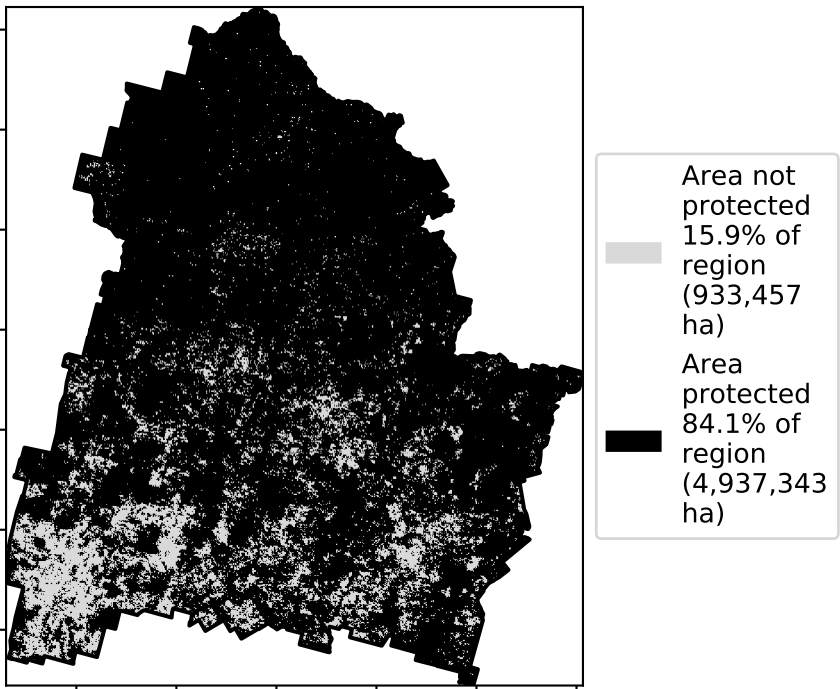 Area not
protected
15.9% of
region
(933,457
ha)
Area
protected
84.1% of
region
(4,937,343
ha)